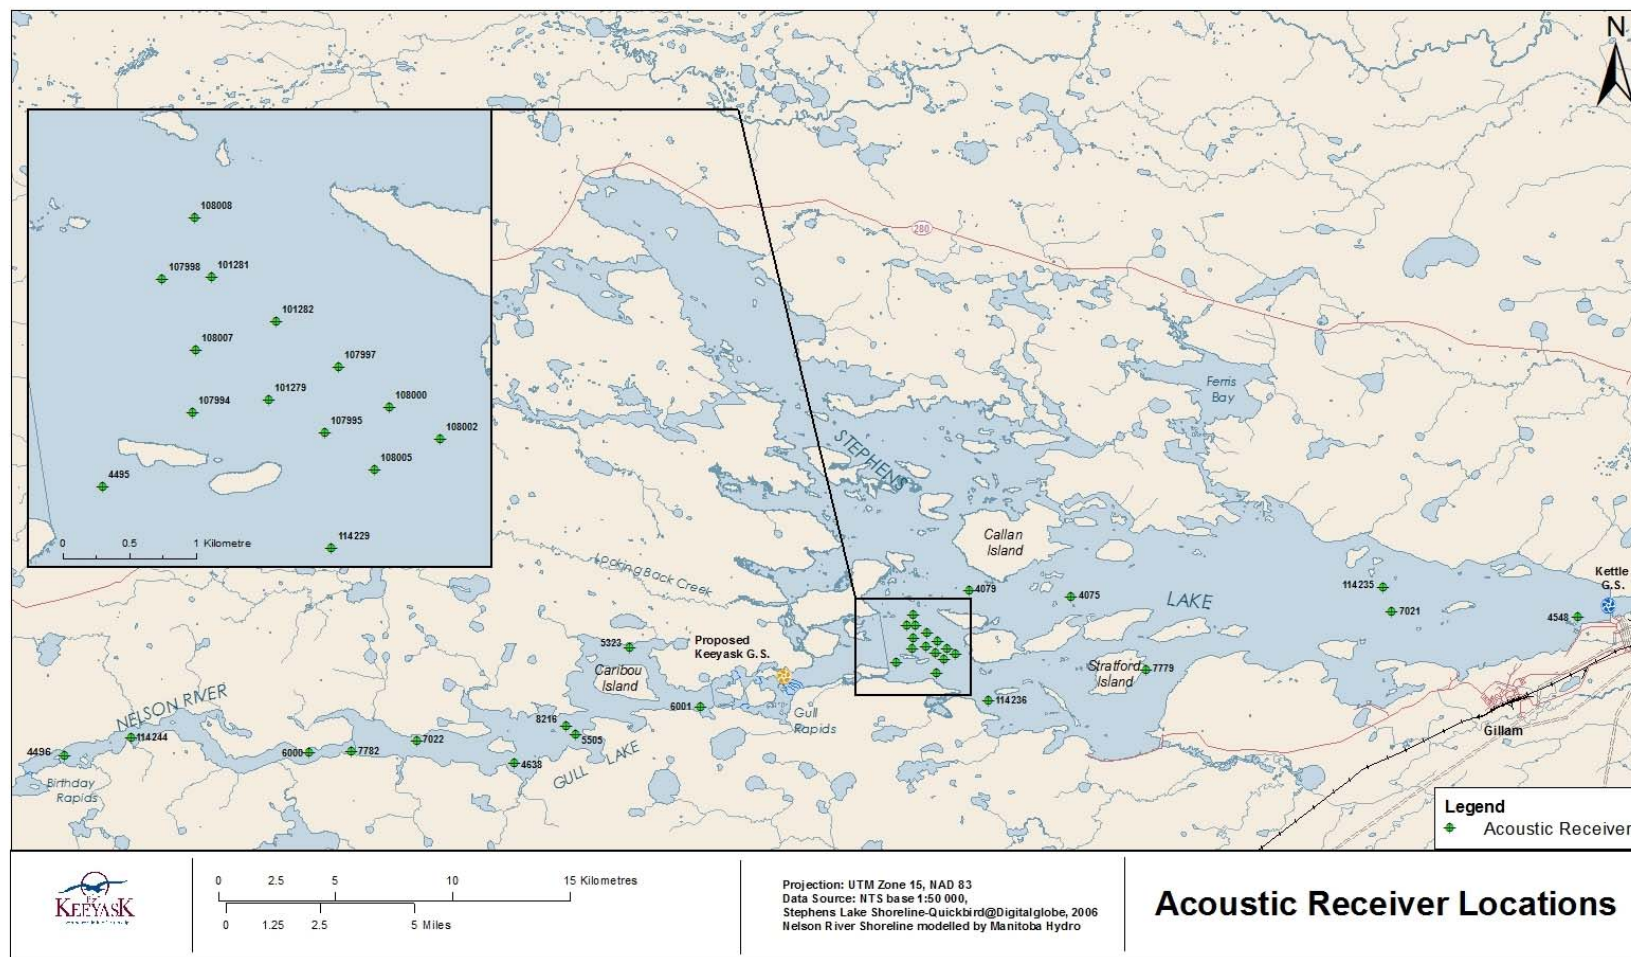 N
108008
107998
101281
101282
108007
107997
101279
108000
107994
107995
108002
108005
4495
114229
0 0.5 1 Kilometre
280
Ferris
Bay
STEPHENS
Callan
Island
Looking Back Creek
4079
4075
LAKE
114235
7021
Kettle
G.S.
4548
5323
Proposed
Keeyask G.S.
Caribou
Island
Stratford
Island
7779
6001
Gull
Rapids
114236
NELSON RIVER
8216
5505
114244
4496
6000
7782
7022
4638
GULL LAKE
Birthday
Rapids
Gillam
Legend
Acoustic Receiver
KEEYASK
0 2.5 5 10 15 Kilometres
0 1.25 2.5 5 Miles
Projection: UTM Zone 15, NAD 83
Data Source: NTS base 1:50 000,
Stephens Lake Shoreline-Quickbird@Digitalglobe, 2006
Nelson River Shoreline modelled by Manitoba Hydro
Acoustic Receiver Locations